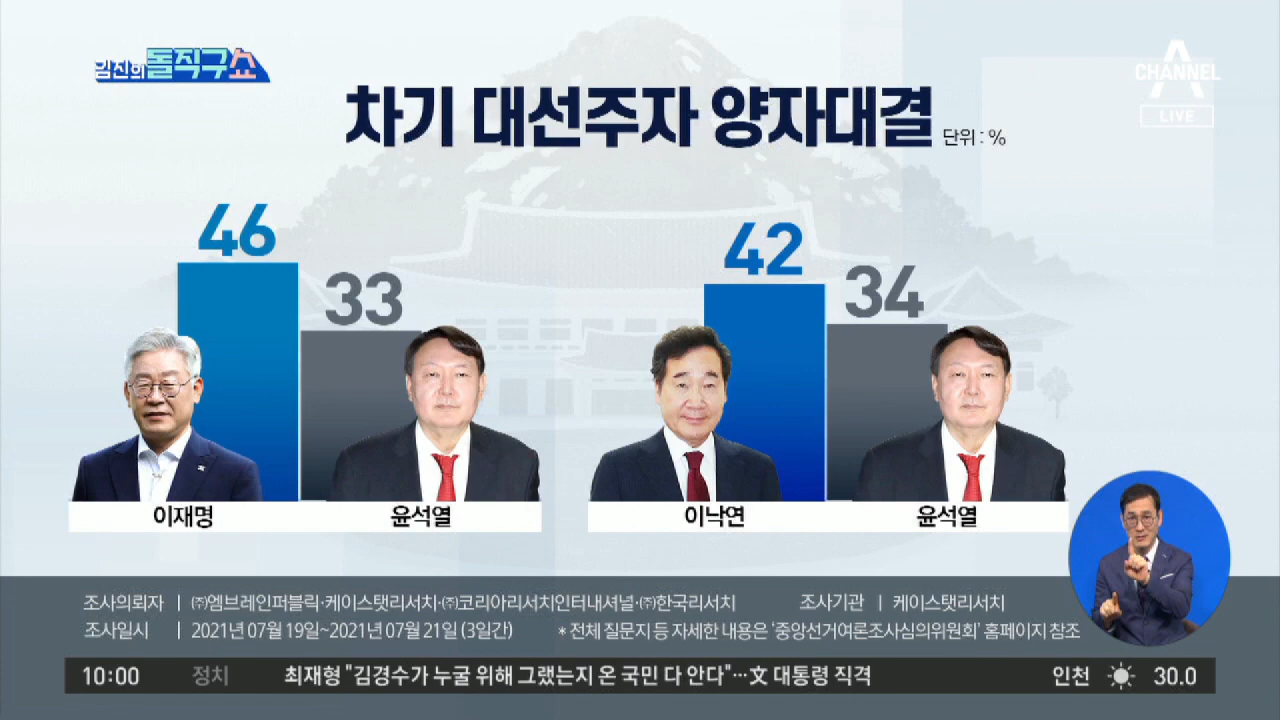 김진의 돌직구쇼
CHANNEL A
LIVE
차기 대선주자 양자대결
단위 : %
46
33
42
34
이재명
윤석열
이낙연
윤석열
조사의뢰자 | ㈜엠브레인퍼블릭·케이스탯리서치·㈜코리아리서치인터내셔널·㈜한국리서치
조사기관 | 케이스탯리서치
조사일시 | 2021년 07월 19일~2021년 07월 21일 (3일간)
* 전체 질문지 등 자세한 내용은 '중앙선거여론조사심의위원회' 홈페이지 참조
10:00 정치 최재형 "김경수가 누굴 위해 그랬는지 온 국민 다 안다"…文 대통령 직격 인천 30.0